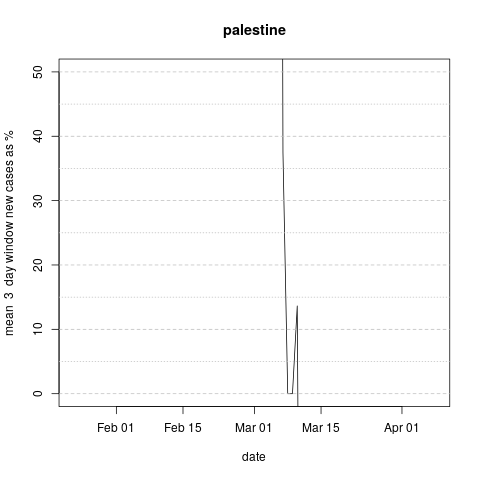 palestine
mean  3  day window new cases as %
50
40
30
20
10
0
Feb 01
Feb 15
Mar 01
Mar 15
Apr 01
date